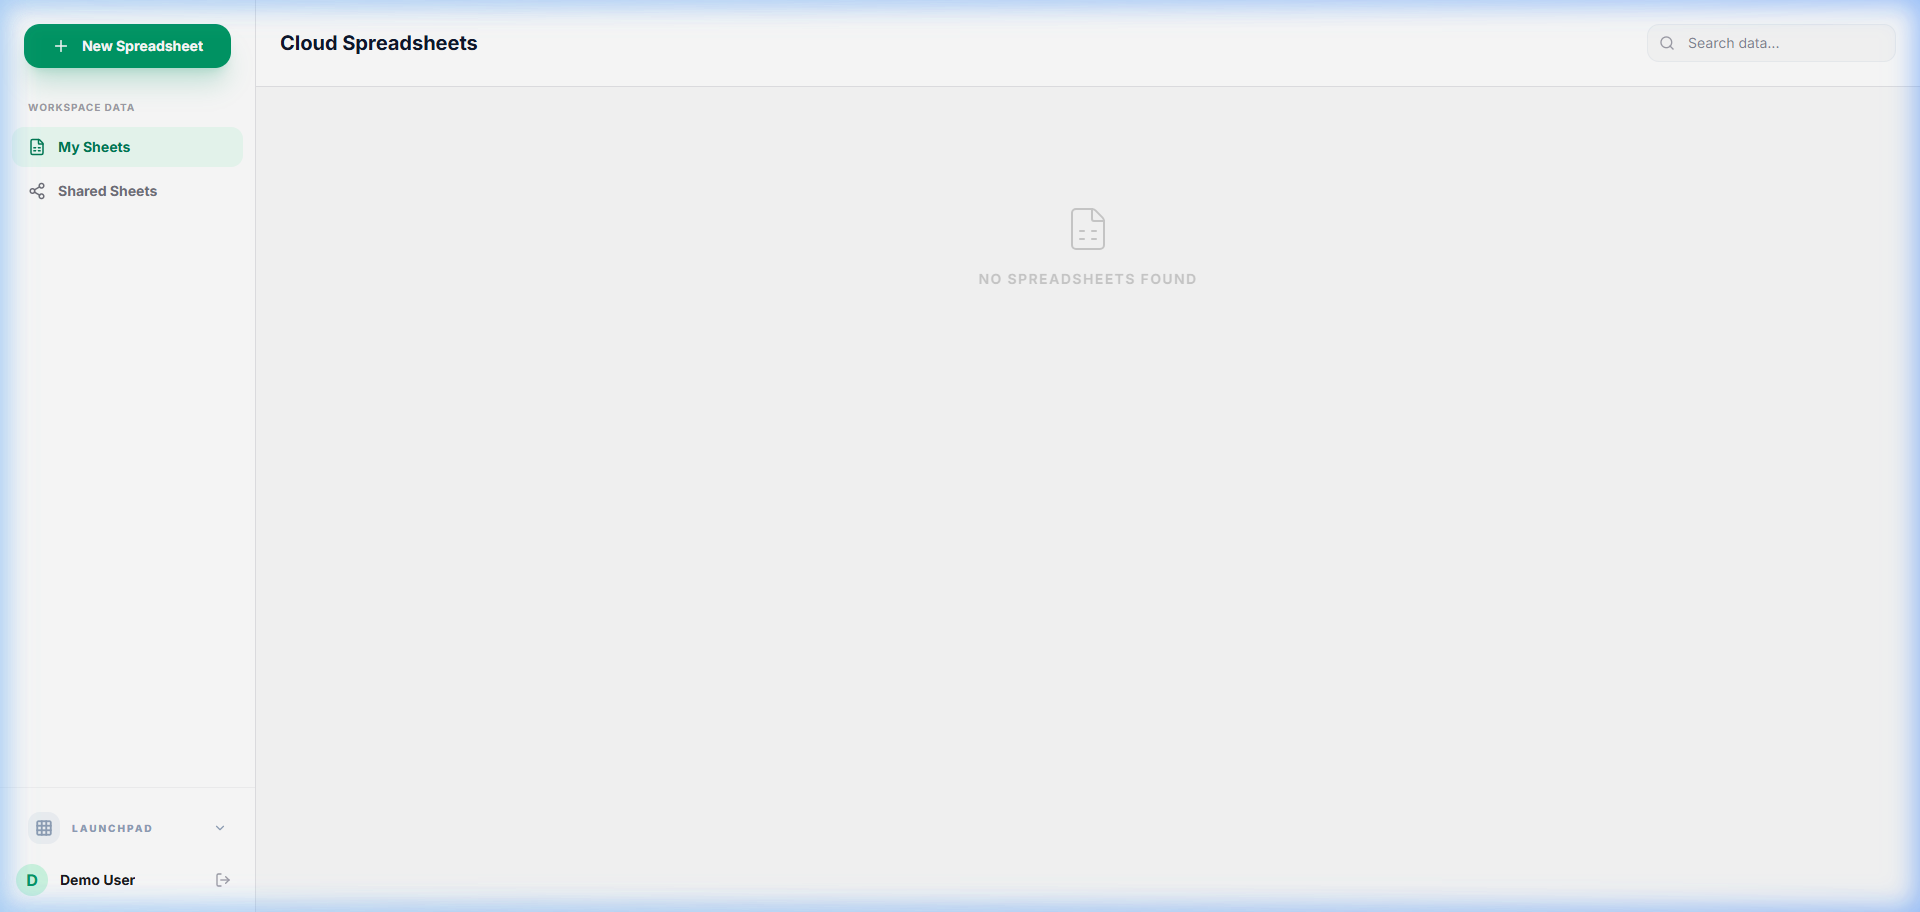 New Spreadsheet
WORKSPACE DATA
My Sheets
Shared Sheets
LAUNCHPAD
D
Demo User
Cloud Spreadsheets
Search data...
NO SPREADSHEETS FOUND